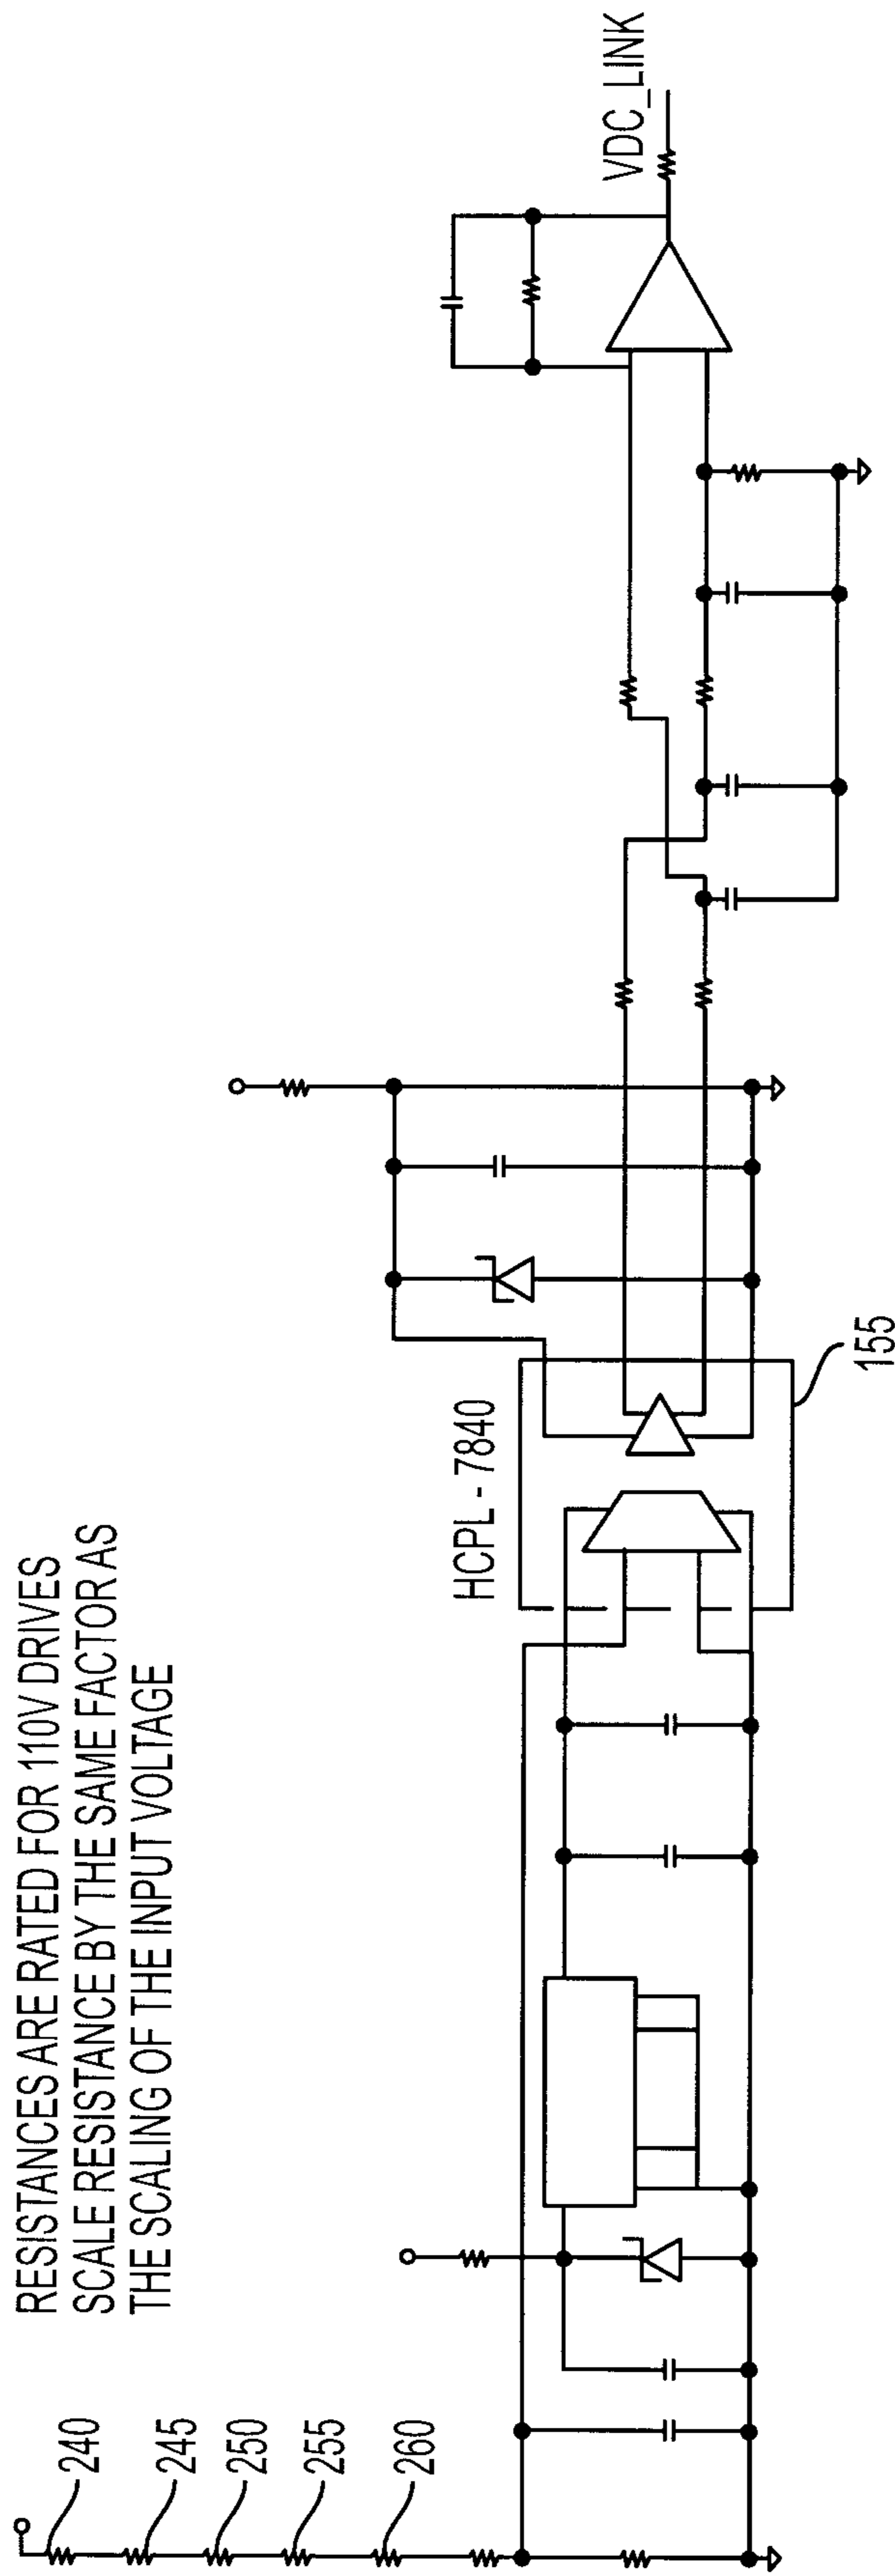 RESISTANCES ARE RATED FOR 110V DRIVES
SCALE RESISTANCE BY THE SAME FACTOR AS
THE SCALING OF THE INPUT VOLTAGE
240
245
250
255
260
HCPL - 7840
155
VDC_LINK